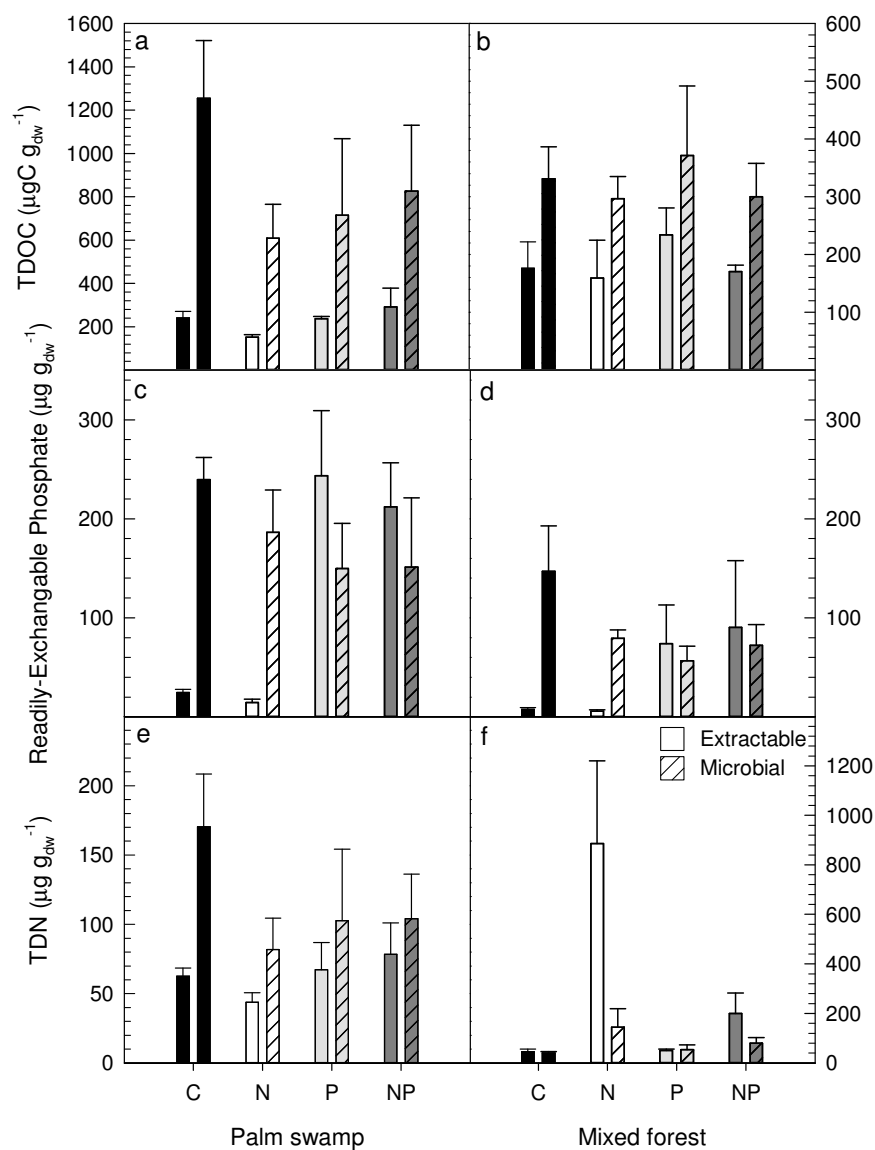 1600
1400
1200
1000
800
600
400
200
a
b
600
500
400
300
200
100
TDOC (µgC g_dw⁻¹)
300
200
100
c
d
300
200
100
Readily-Exchangable Phosphate (µg g_dw⁻¹)
200
150
100
50
0
e
f
Extractable
Microbial
1200
1000
800
600
400
200
0
TDN (µg g_dw⁻¹)
C N P NP C N P NP
Palm swamp Mixed forest